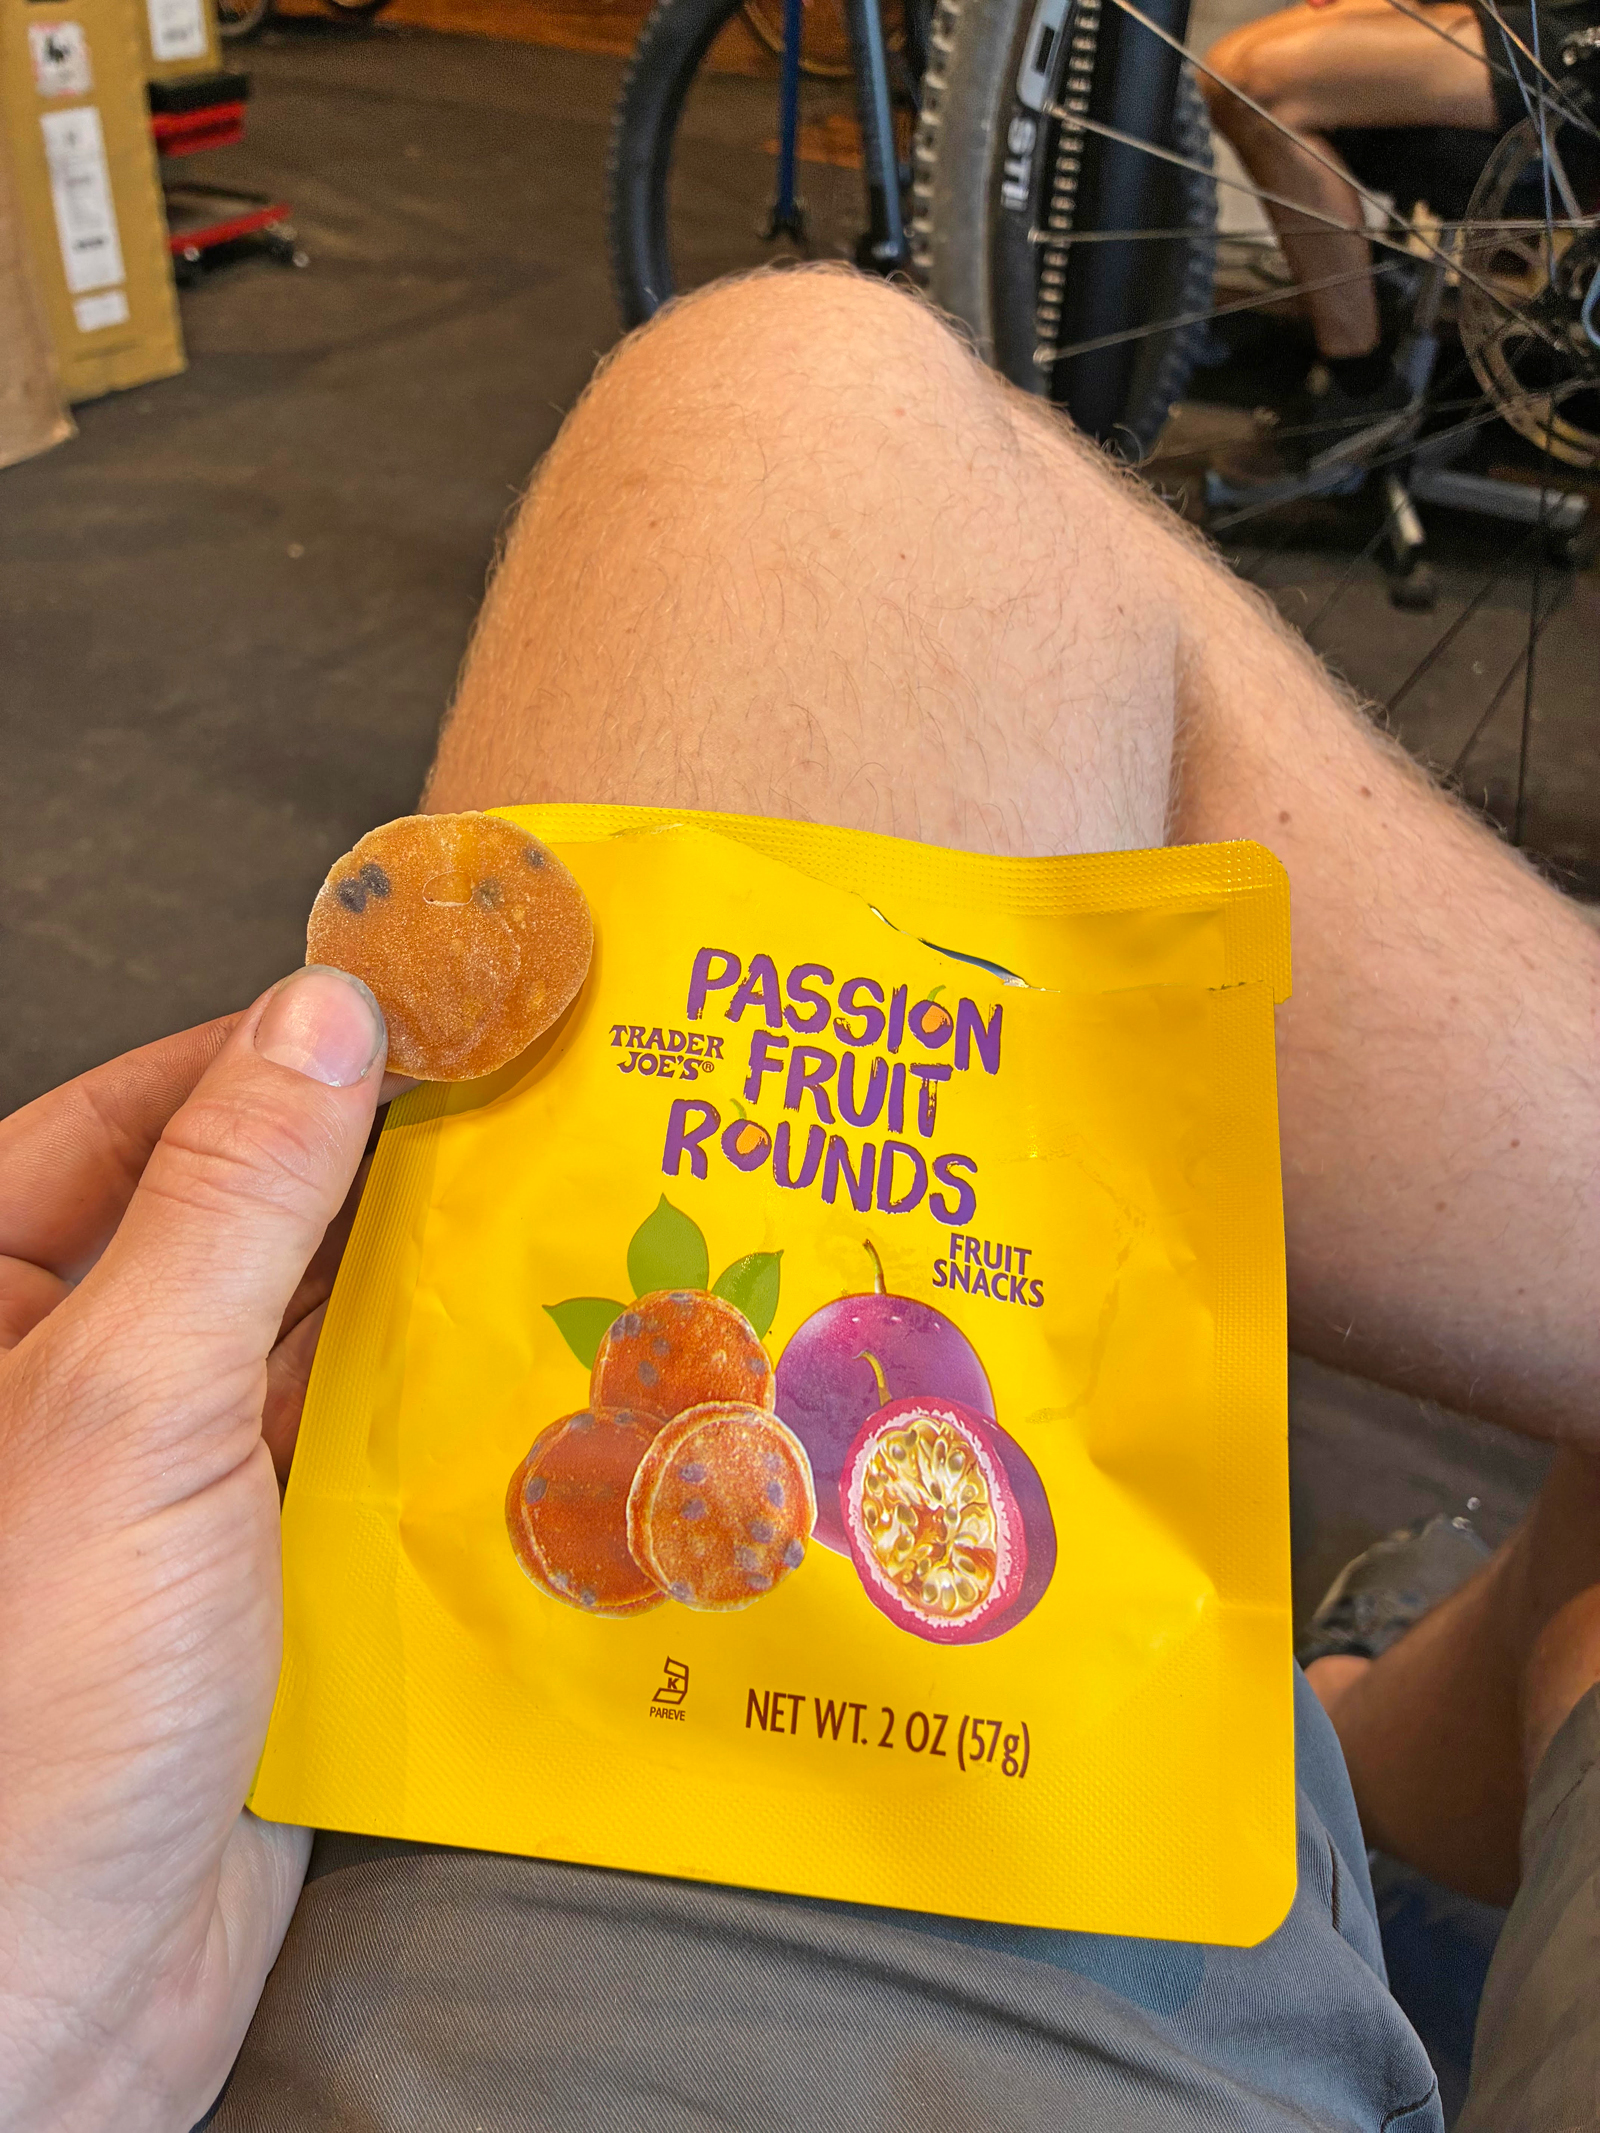 PASSION
TRADER
JOE'S®
FRUIT
ROUNDS
FRUIT
SNACKS
K
PAREVE
NET WT. 2 OZ (57g)